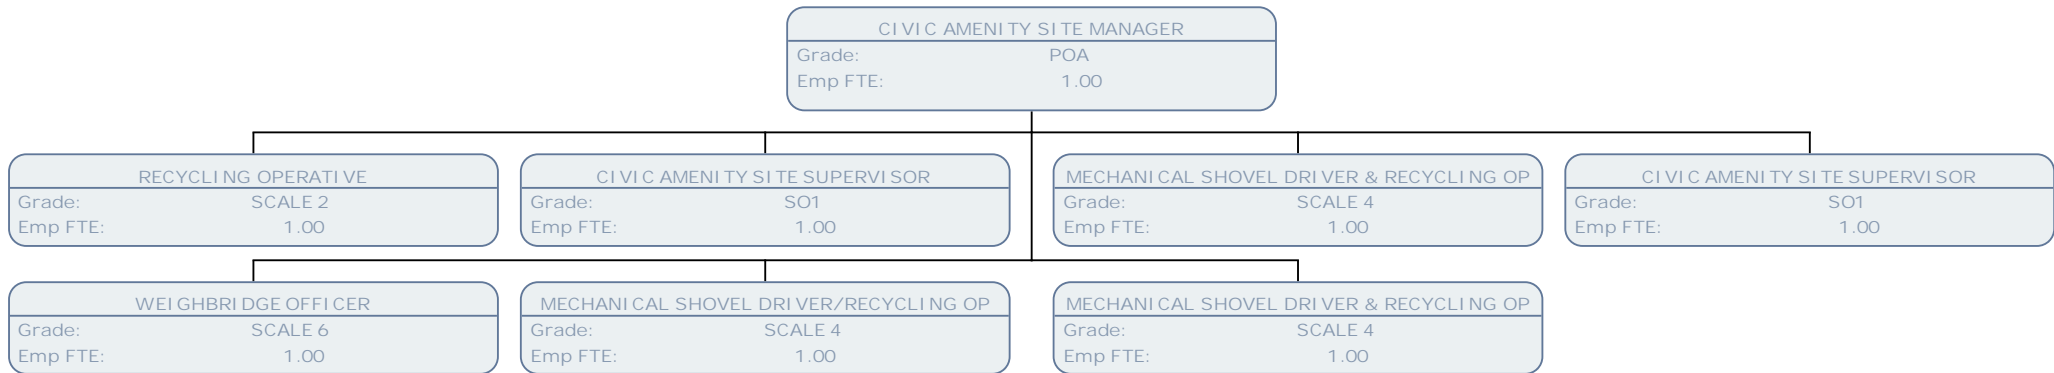 CIVIC AMENITY SITE MANAGER
Grade: POA
Emp FTE: 1.00
RECYCLING OPERATIVE
Grade: SCALE 2
Emp FTE: 1.00
CIVIC AMENITY SITE SUPERVISOR
Grade: SO1
Emp FTE: 1.00
MECHANICAL SHOVEL DRIVER & RECYCLING OP
Grade: SCALE 4
Emp FTE: 1.00
CIVIC AMENITY SITE SUPERVISOR
Grade: SO1
Emp FTE: 1.00
WEIGHBRIDGE OFFICER
Grade: SCALE 6
Emp FTE: 1.00
MECHANICAL SHOVEL DRIVER/RECYCLING OP
Grade: SCALE 4
Emp FTE: 1.00
MECHANICAL SHOVEL DRIVER & RECYCLING OP
Grade: SCALE 4
Emp FTE: 1.00